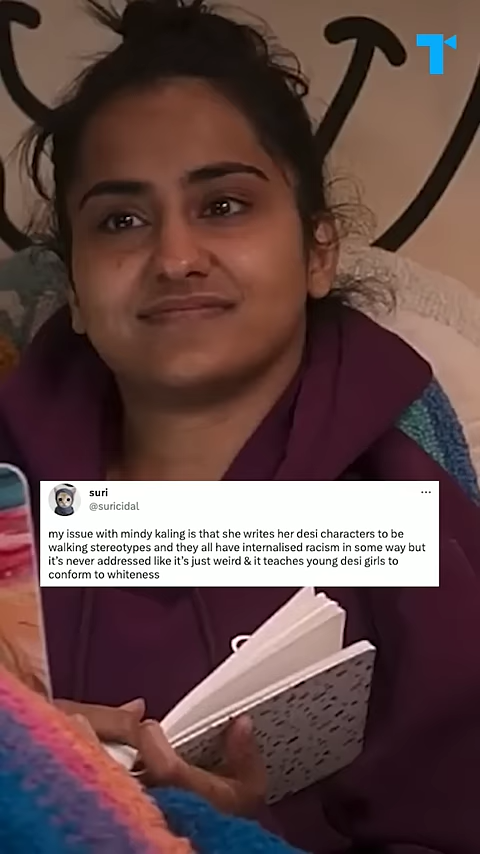 suri
@suricidal
my issue with mindy kaling is that she writes her desi characters to be
walking stereotypes and they all have internalised racism in some way but
it's never addressed like it's just weird & it teaches young desi girls to
conform to whiteness